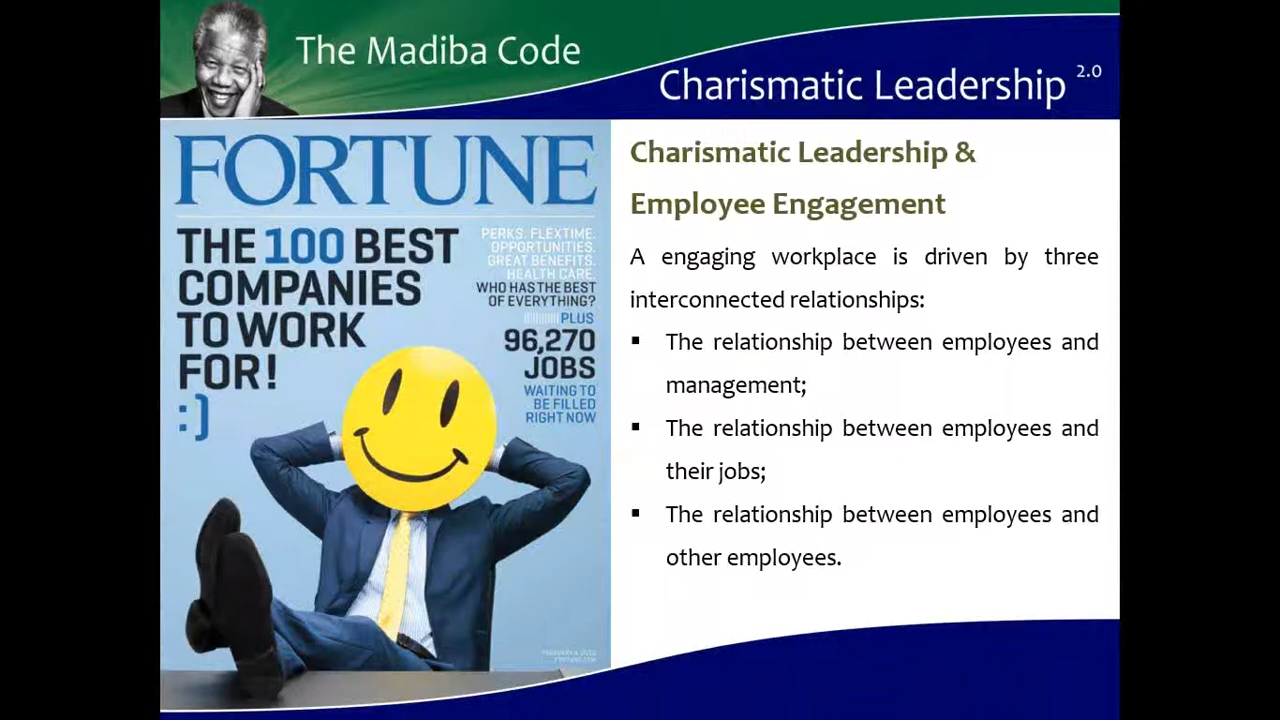 The Madiba Code
Charismatic Leadership 2.0
FORTUNE
THE 100 BEST
COMPANIES
TO WORK
FOR!
:)
PERKS. FLEXTIME.
OPPORTUNITIES.
GREAT BENEFITS.
HEALTH CARE.
WHO HAS THE BEST
OF EVERYTHING?
PLUS
96,270
JOBS
WAITING TO
BE FILLED
RIGHT NOW
FORTUNE.COM
Charismatic Leadership &
Employee Engagement
A engaging workplace is driven by three
interconnected relationships:
▪ The relationship between employees and
management;
▪ The relationship between employees and
their jobs;
▪ The relationship between employees and
other employees.